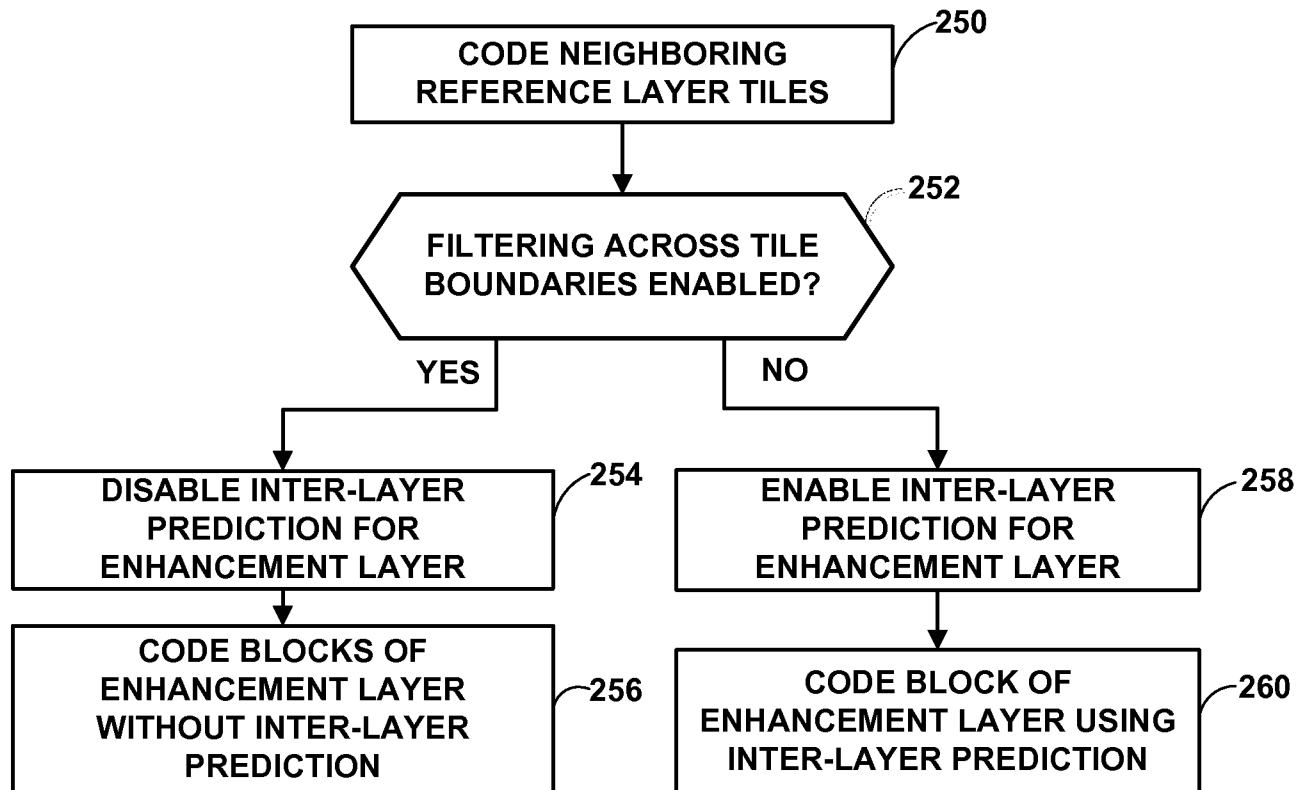 250
CODE NEIGHBORING
REFERENCE LAYER TILES
252
FILTERING ACROSS TILE
BOUNDARIES ENABLED?
YES
NO
254
DISABLE INTER-LAYER
PREDICTION FOR
ENHANCEMENT LAYER
258
ENABLE INTER-LAYER
PREDICTION FOR
ENHANCEMENT LAYER
256
CODE BLOCKS OF
ENHANCEMENT LAYER
WITHOUT INTER-LAYER
PREDICTION
260
CODE BLOCK OF
ENHANCEMENT LAYER USING
INTER-LAYER PREDICTION